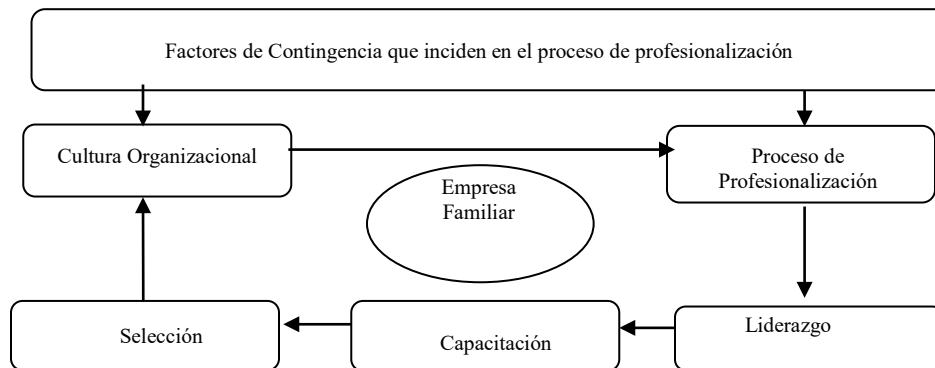 Factores de Contingencia que inciden en el proceso de profesionalización
Cultura Organizacional
Proceso de
Profesionalización
Empresa
Familiar
Selección
Capacitación
Liderazgo